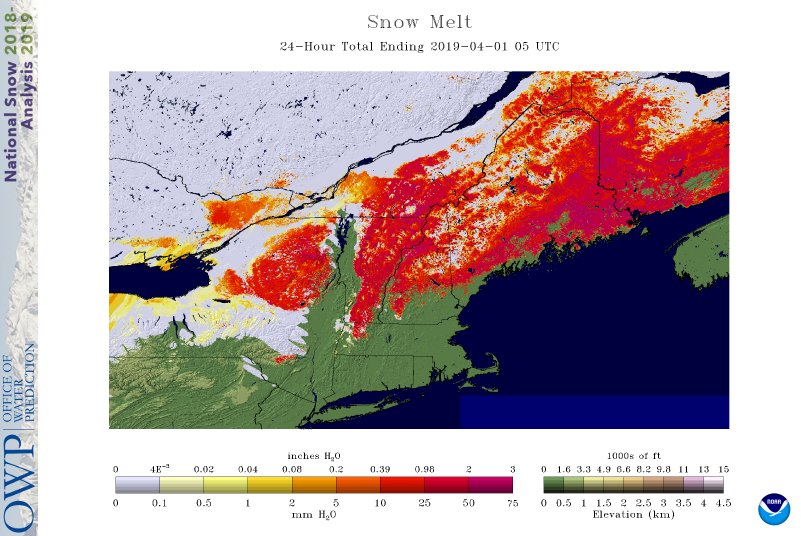 National Snow 2018-
Analysis 2019
OWP
OFFICE OF
WATER
PREDICTION
Snow Melt
24-Hour Total Ending 2019-04-01 05 UTC
inches H₂O
0 4E⁻³ 0.02 0.04 0.08 0.2 0.39 0.98 2 3
0 0.1 0.5 1 2 5 10 25 50 75
mm H₂O
1000s of ft
0 1.6 3.3 4.9 6.6 8.2 9.8 11 13 15
0 0.5 1 1.5 2 2.5 3 3.5 4 4.5
Elevation (km)
NOAA